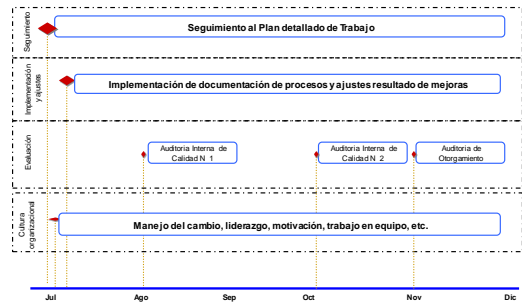 Seguimiento
Seguimiento al Plan detallado de Trabajo
Implementación
y ajustes
Implementación de documentación de procesos y ajustes resultado de mejoras
Evaluación
Auditoria Interna de
Calidad N 1
Auditoria Interna de
Calidad N 2
Auditoria de
Otorgamiento
Cultura
organizacional
Manejo del cambio, liderazgo, motivación, trabajo en equipo, etc.
Jul Ago Sep Oct Nov Dic